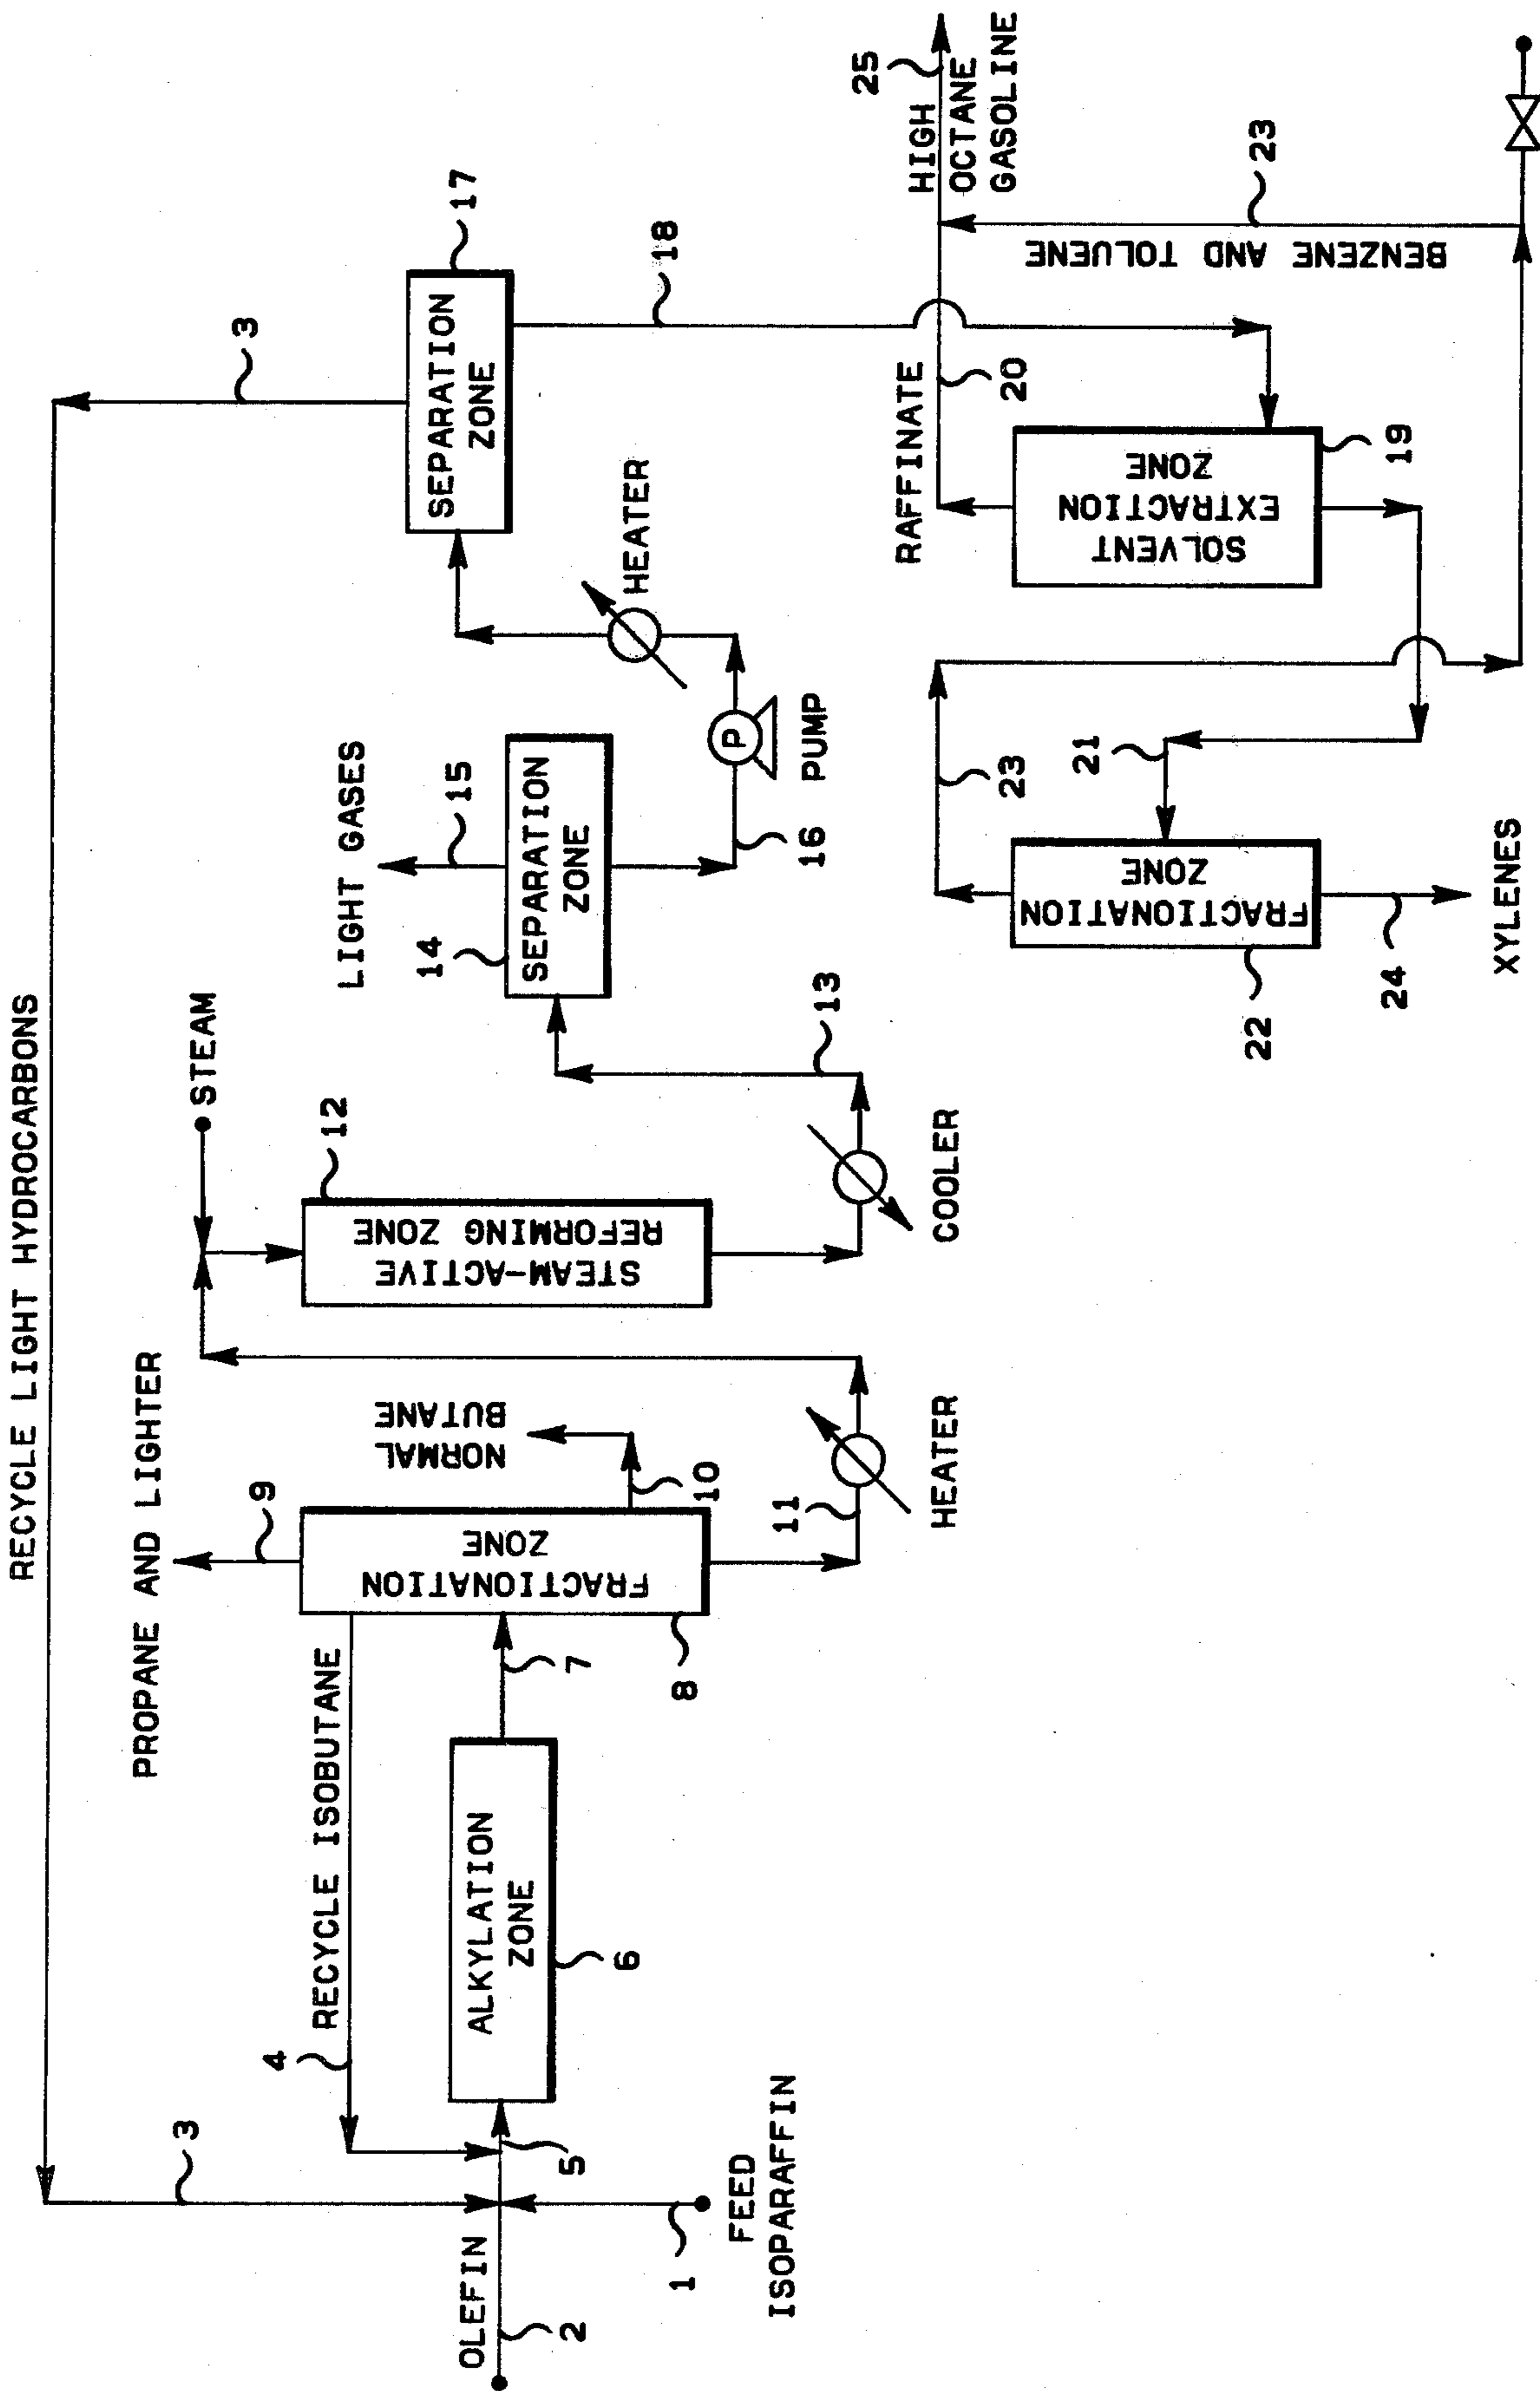 RECYCLE LIGHT HYDROCARBONS
3
3
PROPANE AND LIGHTER
9
STEAM
RECYCLE ISOBUTANE
4
OLEFIN
2
1
FEED
ISOPARAFFIN
5
ALKYLATION
ZONE
6
7
FRACTIONATION
ZONE
8
NORMAL
BUTANE
10
11
HEATER
STEAM-ACTIVE
REFORMING ZONE
12
COOLER
13
LIGHT GASES
15
14
SEPARATION
ZONE
16
P
PUMP
HEATER
SEPARATION
ZONE
17
18
RAFFINATE
20
HIGH
OCTANE
GASOLINE
25
SOLVENT
EXTRACTION
ZONE
19
21
23
23
BENZENE AND TOLUENE
FRACTIONATION
ZONE
22
24
XYLENES